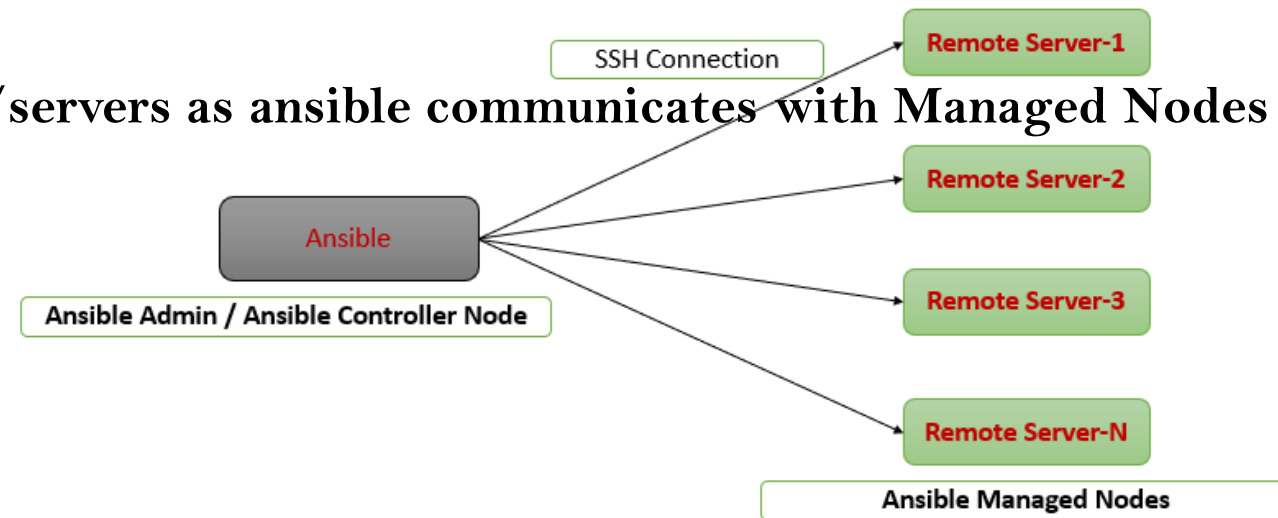 Remote Server-1
SSH Connection
servers as ansible communicates with Managed Nodes
Remote Server-2
Ansible
Remote Server-3
Ansible Admin / Ansible Controller Node
Remote Server-N
Ansible Managed Nodes